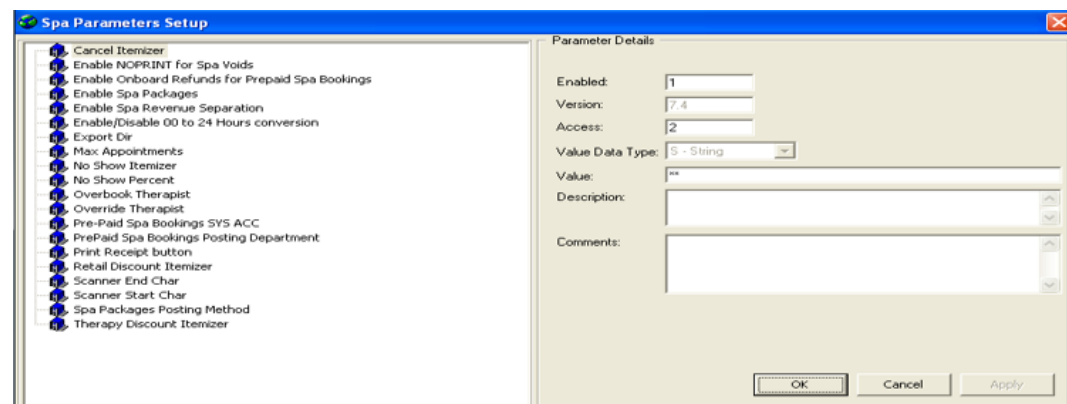 Spa Parameters Setup
Cancel Itemizer
Enable NOPRINT for Spa Voids
Enable Onboard Refunds for Prepaid Spa Bookings
Enable Spa Packages
Enable Spa Revenue Separation
Enable/Disable 00 to 24 Hours conversion
Export Dir
Max Appointments
No Show Itemizer
No Show Percent
Overbook Therapist
Override Therapist
Pre-Paid Spa Bookings SYS ACC
PrePaid Spa Bookings Posting Department
Print Receipt button
Retail Discount Itemizer
Scanner End Char
Scanner Start Char
Spa Packages Posting Method
Therapy Discount Itemizer
Parameter Details
Enabled: 1
Version: 7.4
Access: 2
Value Data Type: S - String
Value: **
Description:
Comments:
OK Cancel Apply